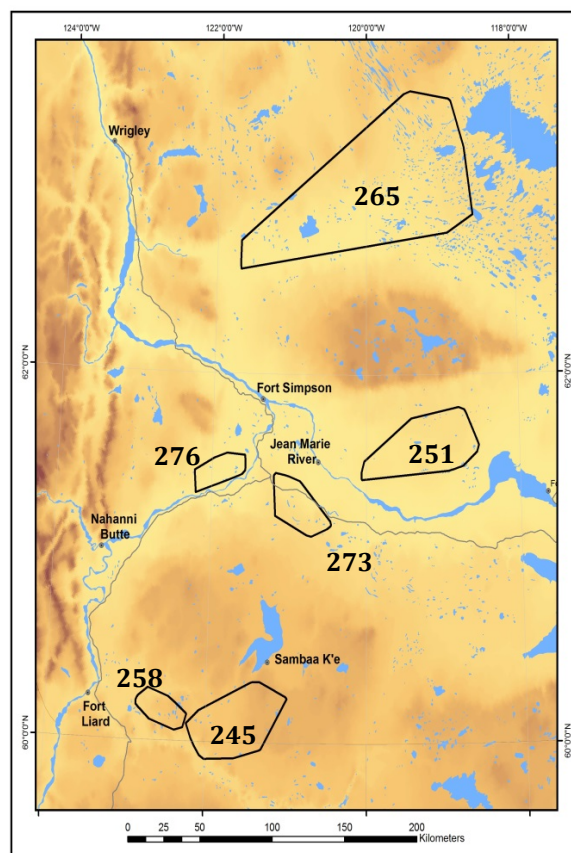 124°0'0"W 122°0'0"W 120°0'0"W 118°0'0"W
Wrigley
265
62°0'0"N
62°0'0"N
Fort Simpson
Jean Marie
River
276
251
Nahanni
Butte
273
Sambaa K'e
258
Fort
Liard
245
60°0'0"N
60°0'0"N
0 25 50 100 150 200
Kilometers